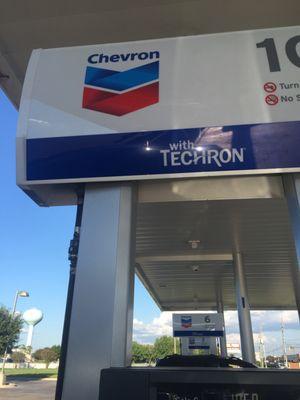 Chevron
10
Turn
No S
with
TECHRON
6